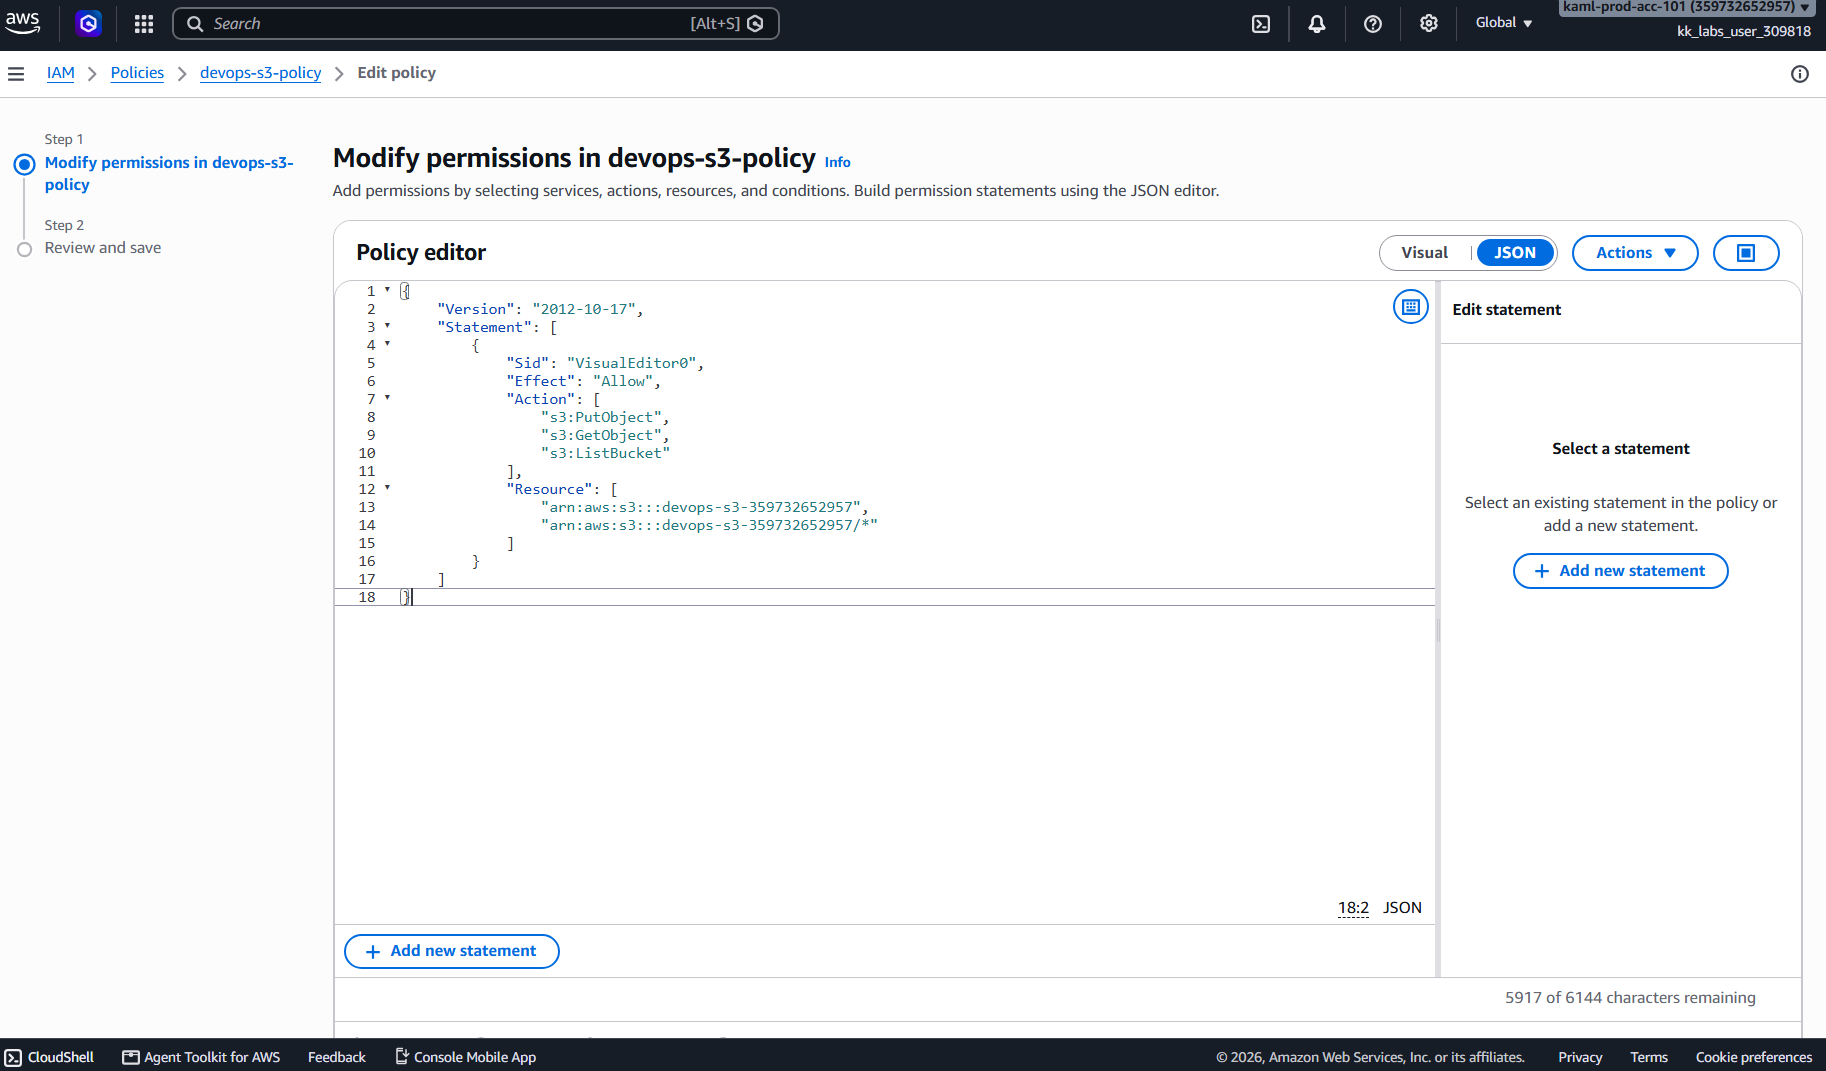 aws
Search [Alt+S]
Global
kaml-prod-acc-101 (359732652957)
kk_labs_user_309818
IAM Policies devops-s3-policy Edit policy
Step 1
Modify permissions in devops-s3-
policy
Step 2
Review and save
Modify permissions in devops-s3-policy Info
Add permissions by selecting services, actions, resources, and conditions. Build permission statements using the JSON editor.
Policy editor
Visual JSON Actions
1 {
2 "Version": "2012-10-17",
3 "Statement": [
4 {
5 "Sid": "VisualEditor0",
6 "Effect": "Allow",
7 "Action": [
8 "s3:PutObject",
9 "s3:GetObject",
10 "s3:ListBucket"
11 ],
12 "Resource": [
13 "arn:aws:s3:::devops-s3-359732652957",
14 "arn:aws:s3:::devops-s3-359732652957/*"
15 ]
16 }
17 ]
18 }
18:2 JSON
+ Add new statement
Edit statement
Select a statement
Select an existing statement in the policy or
add a new statement.
+ Add new statement
5917 of 6144 characters remaining
CloudShell Agent Toolkit for AWS Feedback Console Mobile App
© 2026, Amazon Web Services, Inc. or its affiliates. Privacy Terms Cookie preferences